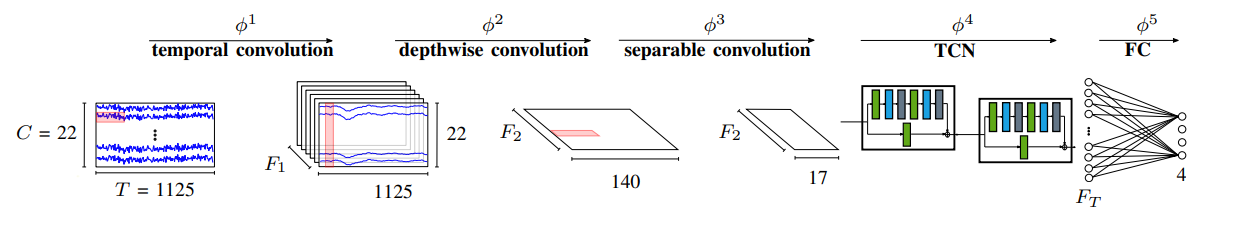 ϕ¹ ϕ² ϕ³ ϕ⁴ ϕ⁵
temporal convolution depthwise convolution separable convolution TCN FC
C = 22 22 F₂ F₂
F₁
T = 1125 1125 140 17 4
F_T